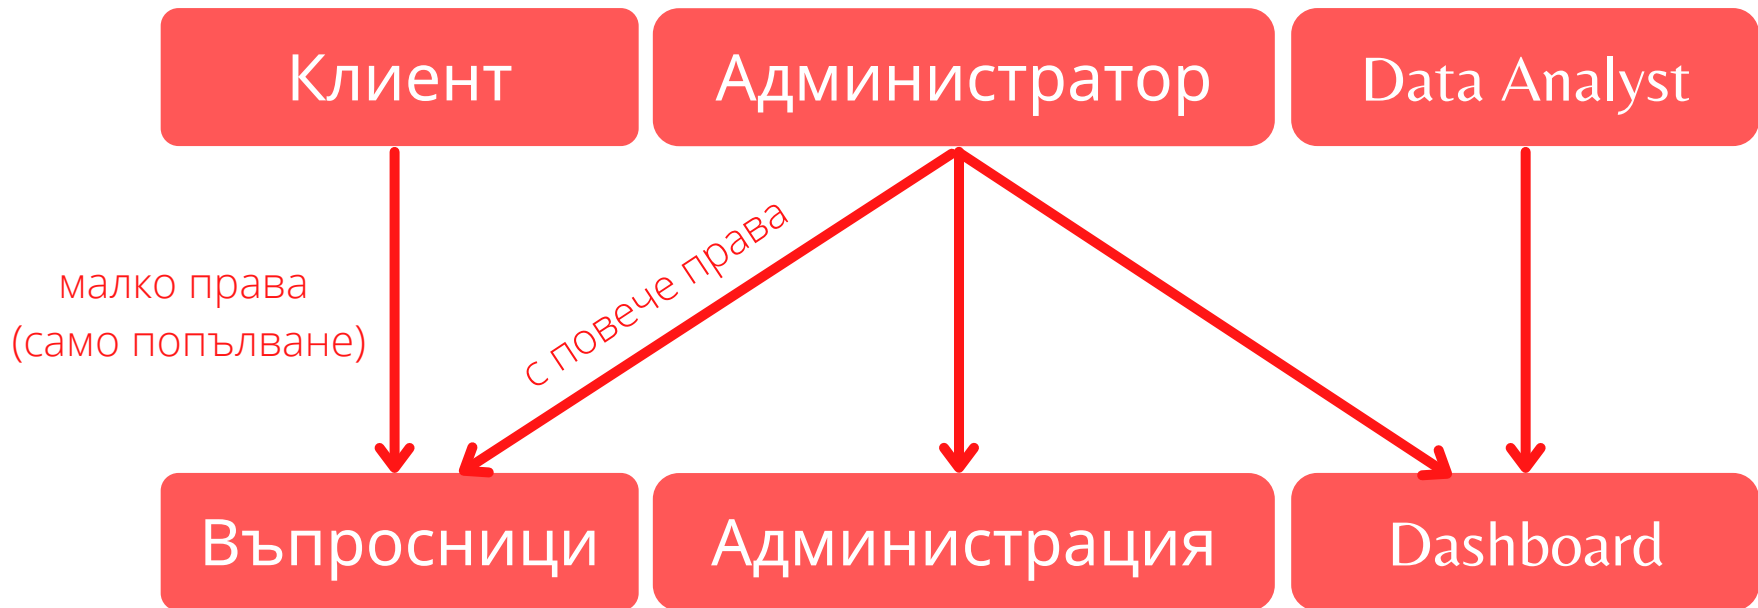 Клиент
Администратор
Data Analyst
малко права
(само попълване)
с повече права
Въпросници
Администрация
Dashboard